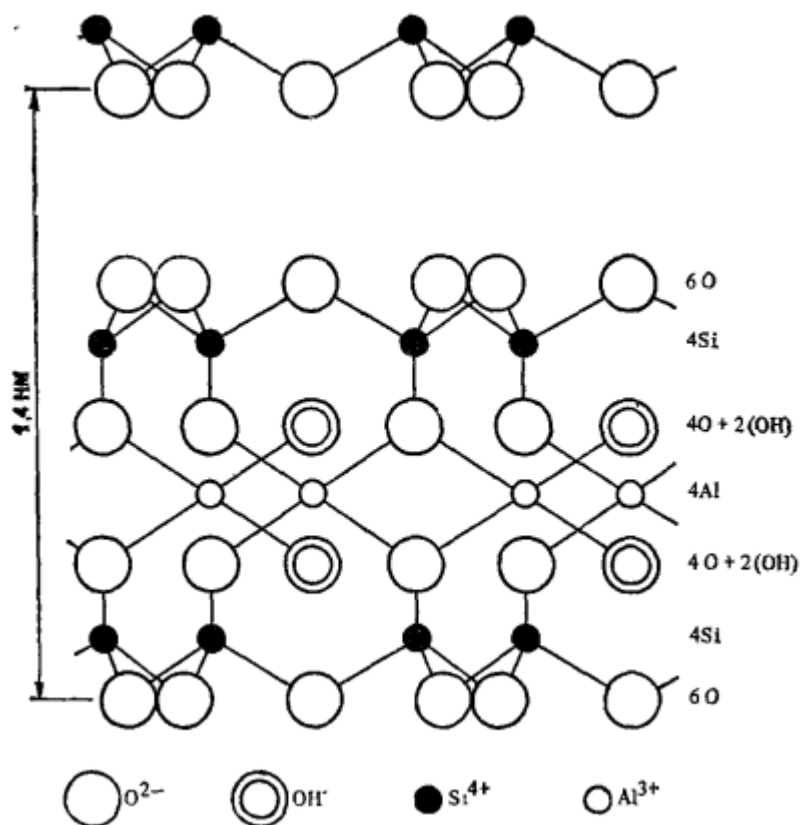 6 O
4Si
4O + 2(OH)
4Al
4 O + 2(OH)
4Si
6 O
1,4 НМ
O²⁻
OH⁻
Si⁴⁺
Al³⁺